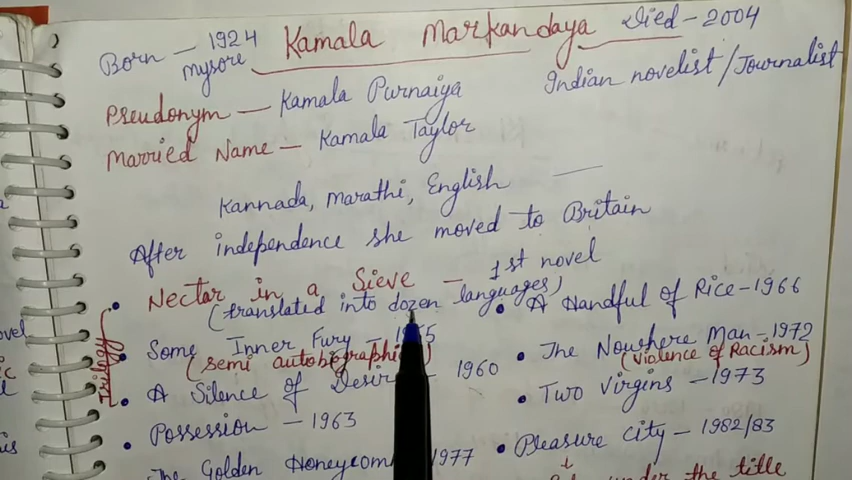 Born — 1924 Kamala Markandaya Died — 2004
Mysore
Indian novelist/Journalist
Pseudonym — Kamala Purnaiya
Married Name — Kamala Taylor
Kannada, Marathi, English —
After independence she moved to Britain
• Nectar in a Sieve — 1st novel
(translated into dozen languages)
• Some Inner Fury — 1955
(semi autobiographic)
• A Silence of Desir 1960
• Possession — 1963
The Golden Honeycom 1977
• A Handful of Rice — 1966
• The Nowhere Man — 1972
(Violence of Racism)
• Two Virgins — 1973
• Pleasure City — 1982/83
↓
under the title